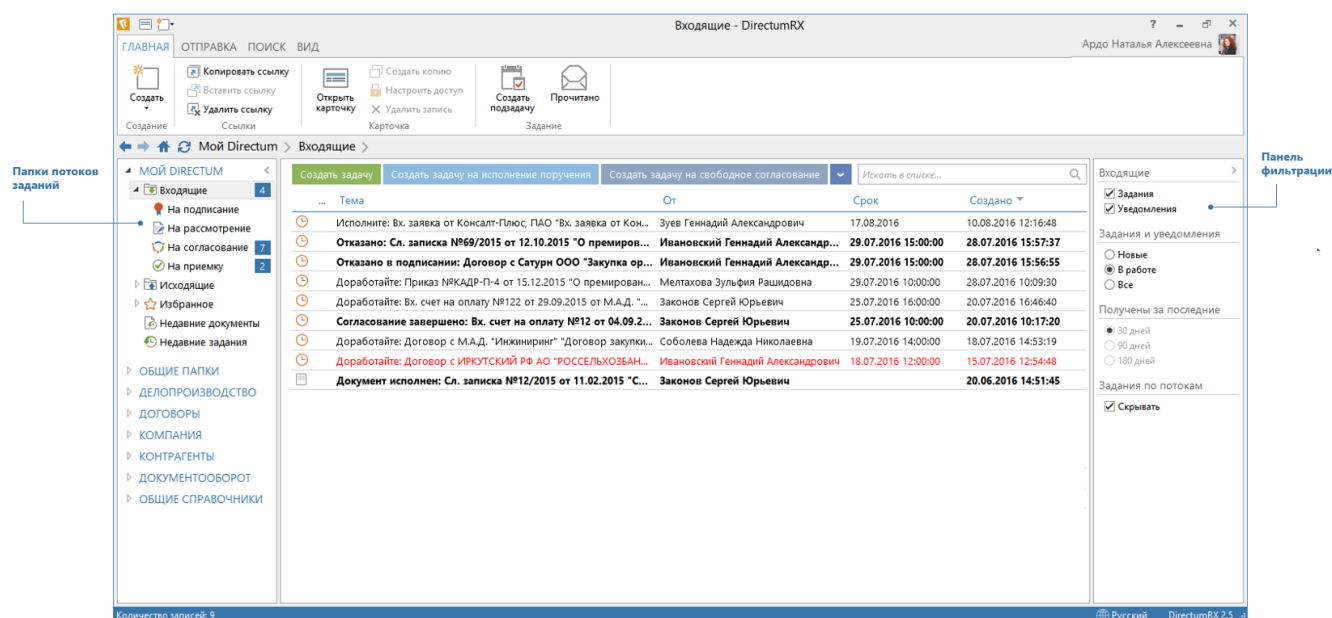 Входящие - DirectumRX
?
ГЛАВНАЯ ОТПРАВКА ПОИСК ВИД
Ардо Наталья Алексеевна
Создать
Копировать ссылку
Вставить ссылку
Удалить ссылку
Открыть карточку
Создать копию
Настроить доступ
Удалить запись
Создать подзадачу
Прочитано
Создание Ссылки Карточка Задание
Мой Directum > Входящие >
Папки потоков
заданий
Панель
фильтрации
МОЙ DIRECTUM <
Входящие 4
На подписание
На рассмотрение
На согласование 7
На приемку 2
Исходящие
Избранное
Недавние документы
Недавние задания
ОБЩИЕ ПАПКИ
ДЕЛОПРОИЗВОДСТВО
ДОГОВОРЫ
КОМПАНИЯ
КОНТРАГЕНТЫ
ДОКУМЕНТООБОРОТ
ОБЩИЕ СПРАВОЧНИКИ
Создать задачу Создать задачу на исполнение поручения Создать задачу на свободное согласование Искать в списке...
... Тема От Срок Создано
Исполните: Вх. заявка от Консалт-Плюс, ПАО "Вх. заявка от Кон... Зуев Геннадий Александрович 17.08.2016 10.08.2016 12:16:48
Отказано: Сл. записка №69/2015 от 12.10.2015 "О премиров... Ивановский Геннадий Александр... 29.07.2016 15:00:00 28.07.2016 15:57:37
Отказано в подписании: Договор с Сатурн ООО "Закупка ор... Ивановский Геннадий Александр... 29.07.2016 15:00:00 28.07.2016 15:56:55
Доработайте: Приказ №КАДР-П-4 от 15.12.2015 "О премирован... Мелтахова Зульфия Рашидовна 29.07.2016 10:00:00 28.07.2016 10:09:30
Доработайте: Вх. счет на оплату №122 от 29.09.2015 от М.А.Д. "... Законов Сергей Юрьевич 25.07.2016 16:00:00 20.07.2016 16:46:40
Согласование завершено: Вх. счет на оплату №12 от 04.09.2... Законов Сергей Юрьевич 25.07.2016 10:00:00 20.07.2016 10:17:20
Доработайте: Договор с М.А.Д. "Инжиниринг" "Договор закупки... Соболева Надежда Николаевна 19.07.2016 14:00:00 18.07.2016 14:53:19
Доработайте: Договор с ИРКУТСКИЙ РФ АО "РОССЕЛЬХОЗБАН... Ивановский Геннадий Александрович 18.07.2016 12:00:00 15.07.2016 12:54:48
Документ исполнен: Сл. записка №12/2015 от 11.02.2015 "С... Законов Сергей Юрьевич 20.06.2016 14:51:45
Входящие >
Задания
Уведомления
Задания и уведомления
Новые
В работе
Все
Получены за последние
30 дней
90 дней
180 дней
Задания по потокам
Скрывать
Количество записей: 9
Русский DirectumRX 2.5